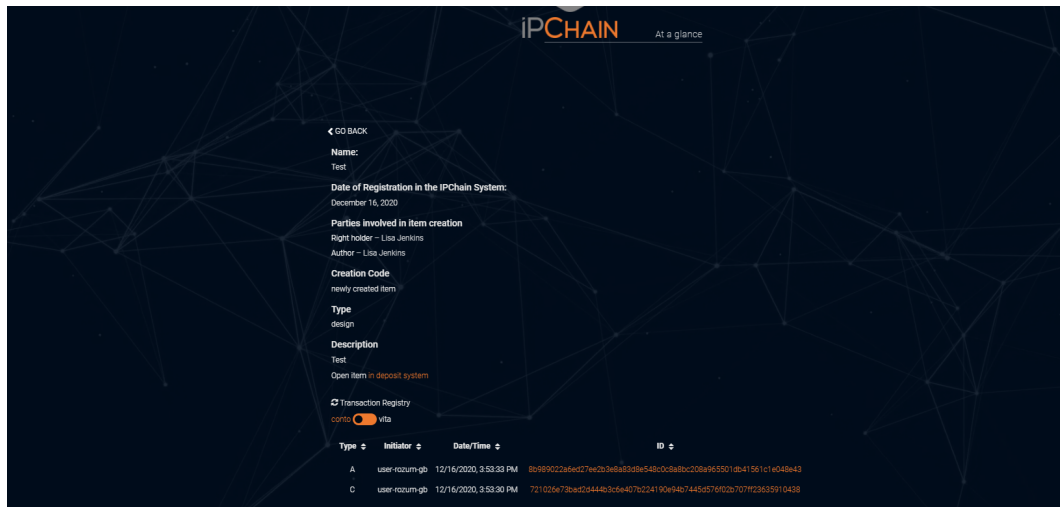 iPCHAIN At a glance
GO BACK
Name:
Test
Date of Registration in the IPChain System:
December 16, 2020
Parties involved in item creation
Right holder – Lisa Jenkins
Author – Lisa Jenkins
Creation Code
newly created item
Type
design
Description
Test
Open item in deposit system
Transaction Registry
conto vita
Type Initiator Date/Time ID
A user-rozum-gb 12/16/2020, 3:53:33 PM 8b989022a6ed27ee2b3e8a83d8e548c0c8a8bc208a965501db41561c1e048e43
C user-rozum-gb 12/16/2020, 3:53:30 PM 721026e73bad2d444b3c6e407b224190e94b7445d576f02b707ff23635910438